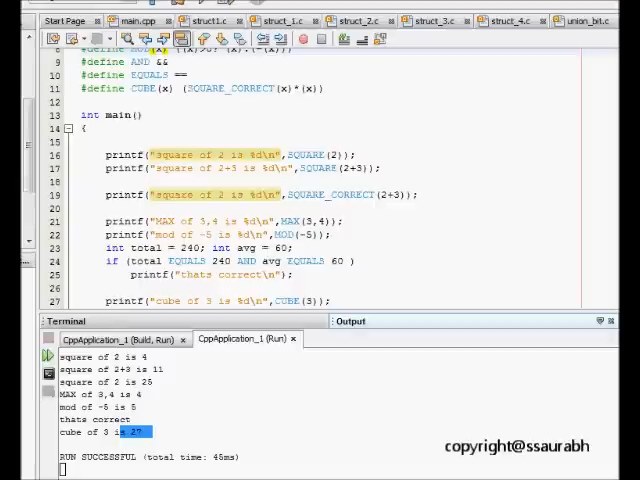 Start Page main.cpp struct1.c struct_1.c struct_2.c struct_3.c struct_4.c union_bit.c
8 #define MOD(x) ((x)>0? (x):(-(x))
9 #define AND &&
10 #define EQUALS ==
11 #define CUBE(x) (SQUARE_CORRECT(x)*(x))
12
13 int main()
14 {
15
16 printf("square of 2 is %d\n",SQUARE(2));
17 printf("square of 2+3 is %d\n",SQUARE(2+3));
18
19 printf("square of 2 is %d\n",SQUARE_CORRECT(2+3));
20
21 printf("MAX of 3,4 is %d\n",MAX(3,4));
22 printf("mod of -5 is %d\n",MOD(-5));
23 int total = 240; int avg = 60;
24 if (total EQUALS 240 AND avg EQUALS 60 )
25 printf("thats correct\n");
26
27 printf("cube of 3 is %d\n",CUBE(3));
Terminal Output
CppApplication_1 (Build, Run) CppApplication_1 (Run)
square of 2 is 4
square of 2+3 is 11
square of 2 is 25
MAX of 3,4 is 4
mod of -5 is 5
thats correct
cube of 3 is 27
RUN SUCCESSFUL (total time: 45ms)
copyright@ssaurabh